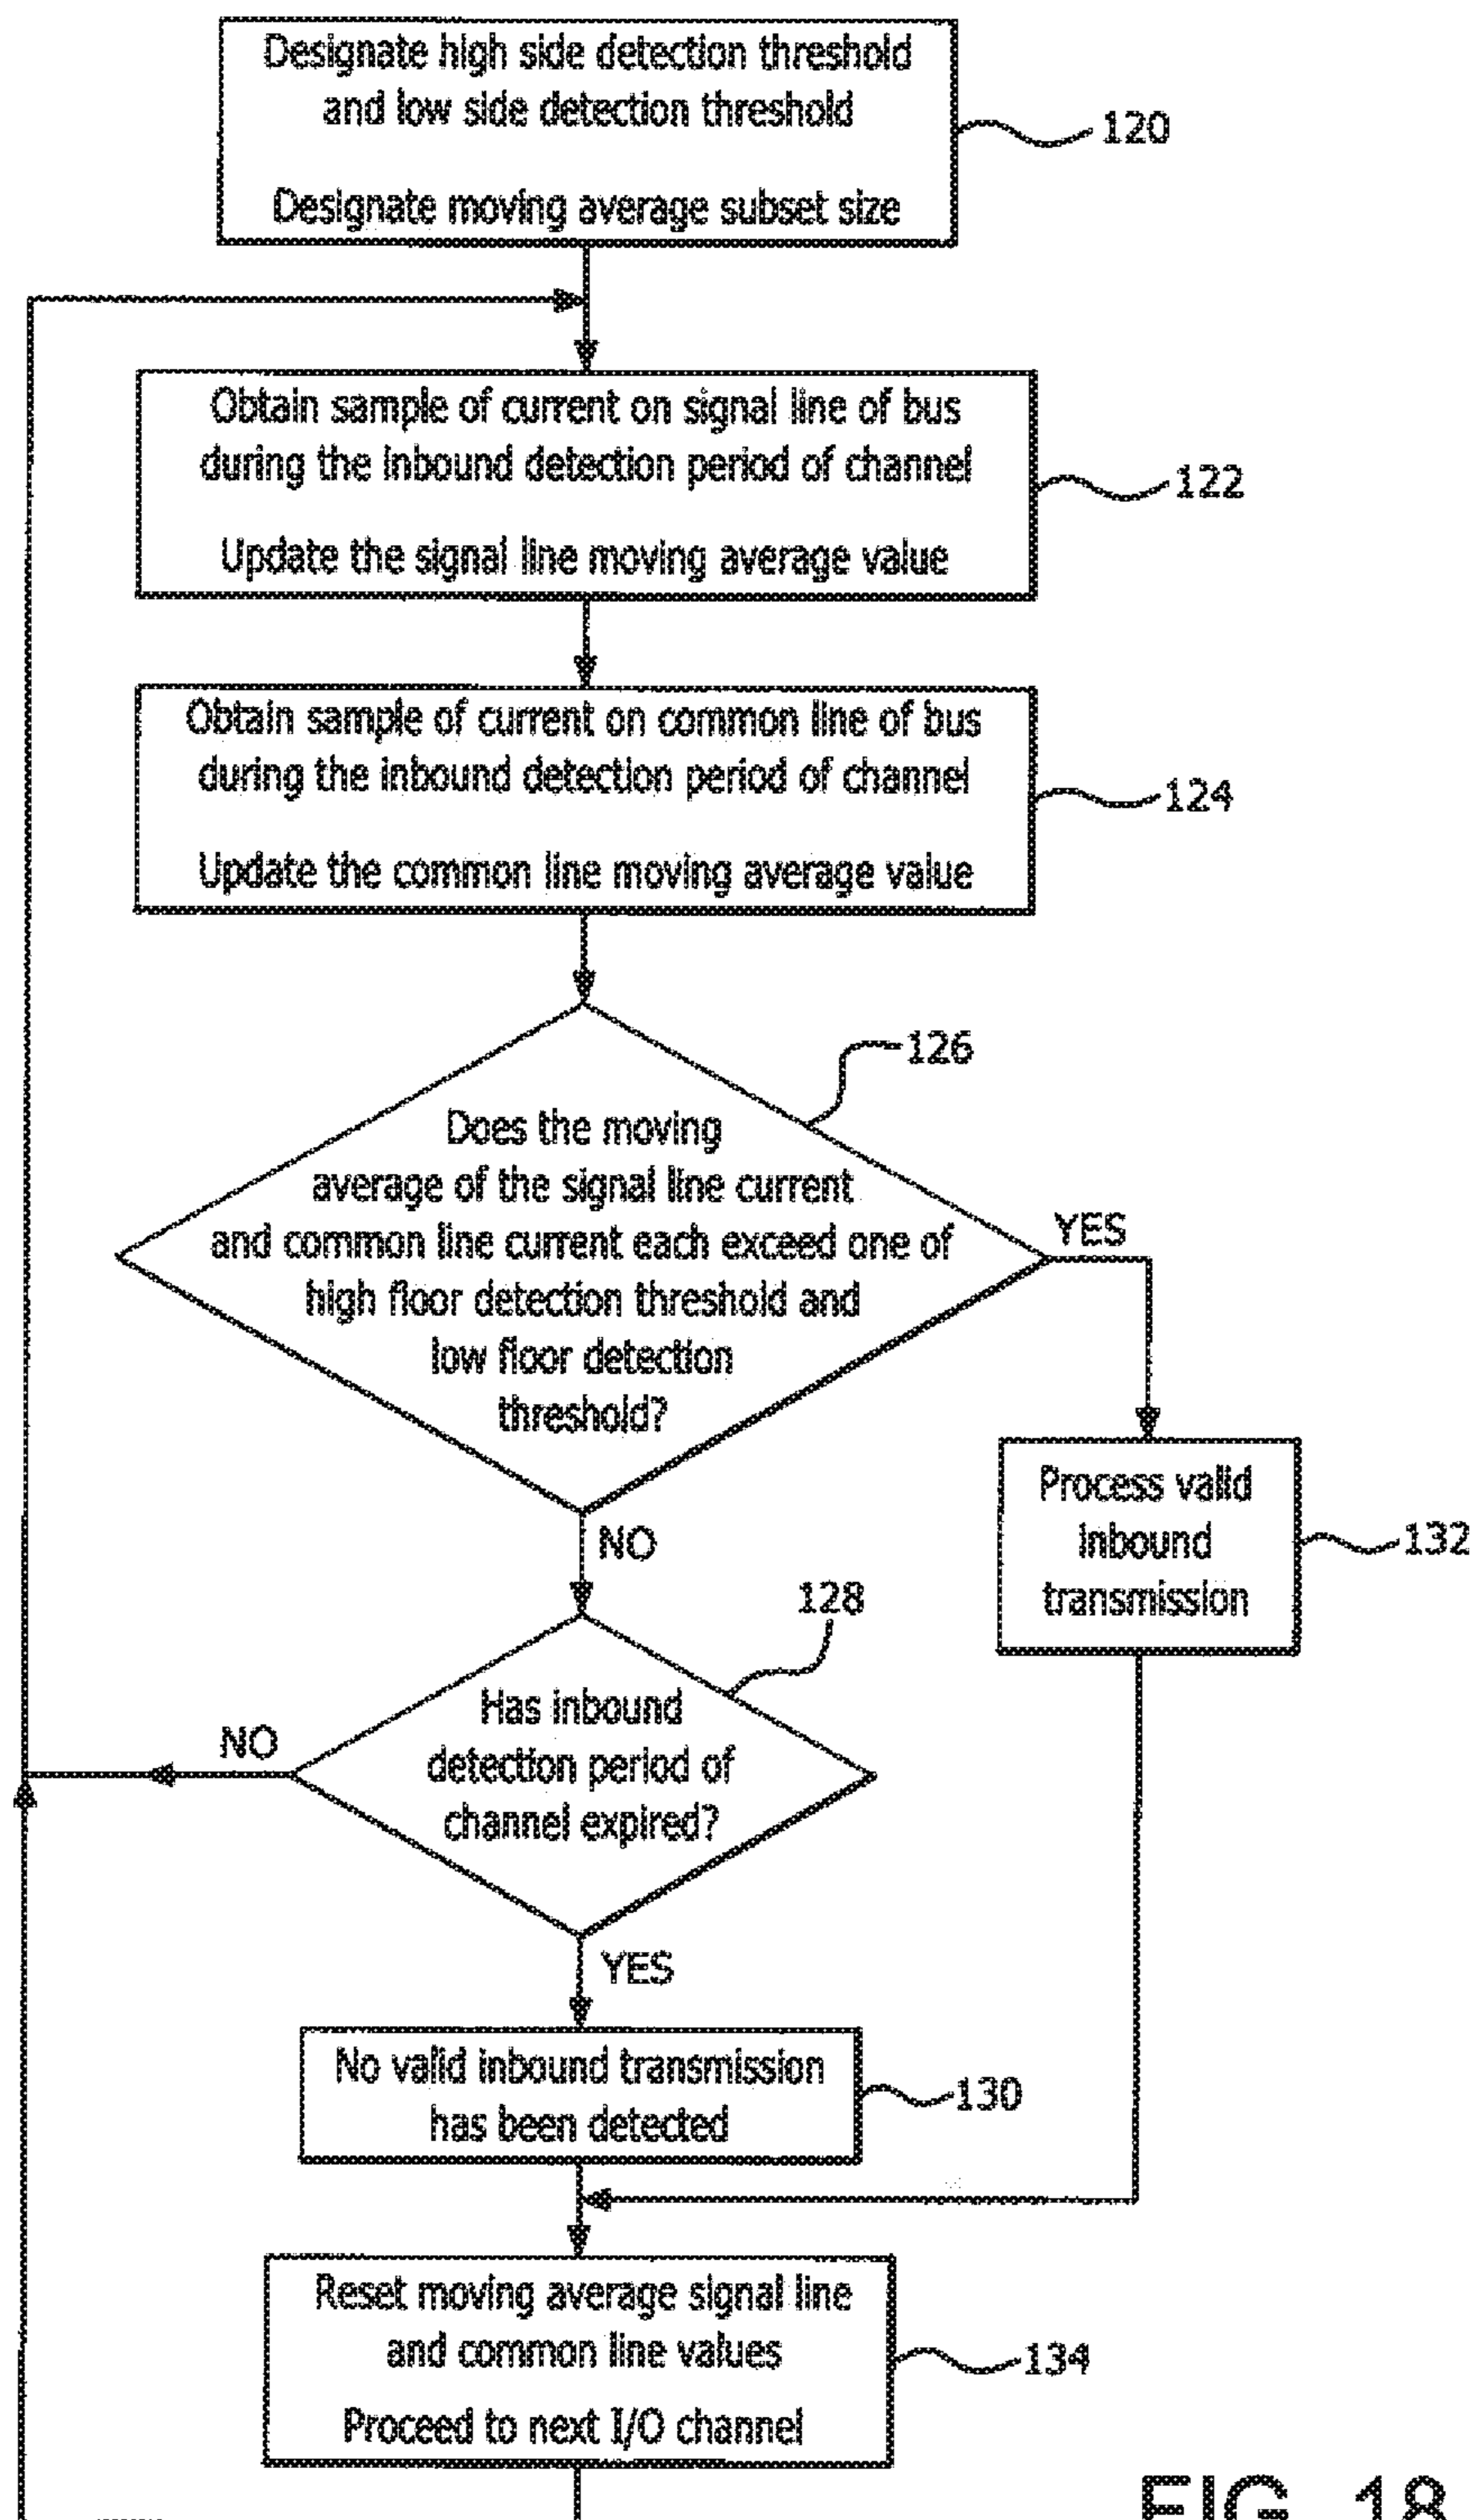 Designate high side detection threshold
and low side detection threshold
Designate moving average subset size
120
Obtain sample of current on signal line of bus
during the inbound detection period of channel
Update the signal line moving average value
122
Obtain sample of current on common line of bus
during the inbound detection period of channel
Update the common line moving average value
124
126
Does the moving
average of the signal line current
and common line current each exceed one of
high floor detection threshold and
low floor detection
threshold?
YES
NO
Process valid
inbound
transmission
132
128
Has inbound
detection period of
channel expired?
NO
YES
No valid inbound transmission
has been detected
130
Reset moving average signal line
and common line values
Proceed to next I/O channel
134
FIG. 18